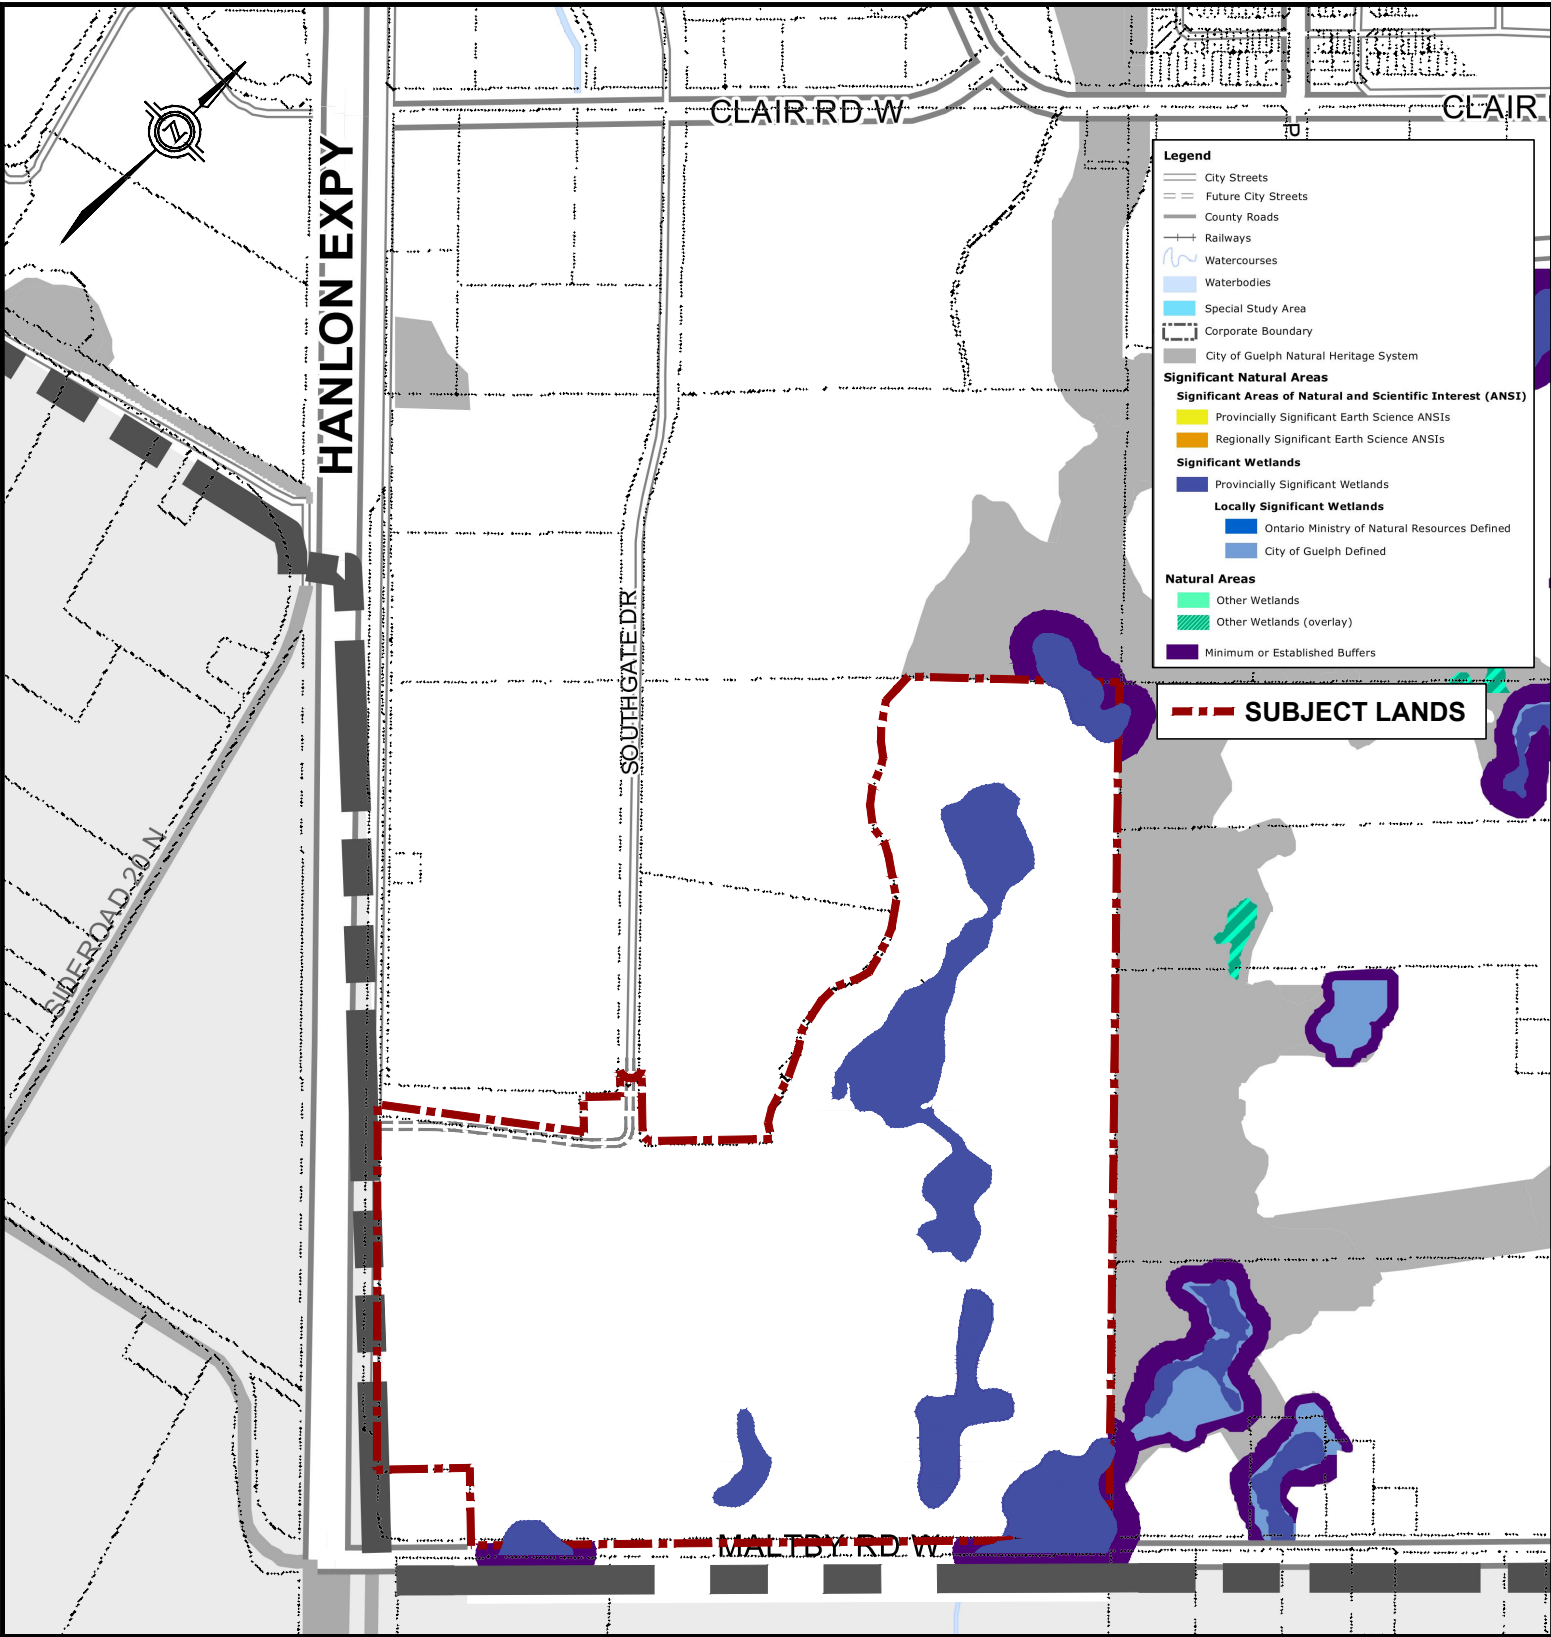 CLAIR RD W
CLAIR
P
Z
HANLON EXPY
Legend
City Streets
Future City Streets
County Roads
Railways
Watercourses
Waterbodies
Special Study Area
Corporate Boundary
City of Guelph Natural Heritage System
Significant Natural Areas
Significant Areas of Natural and Scientific Interest (ANSI)
Provincially Significant Earth Science ANSIs
Regionally Significant Earth Science ANSIs
Significant Wetlands
Provincially Significant Wetlands
Locally Significant Wetlands
Ontario Ministry of Natural Resources Defined
City of Guelph Defined
Natural Areas
Other Wetlands
Other Wetlands (overlay)
Minimum or Established Buffers
SUBJECT LANDS
SOUTHGATE DR
SIDEROAD 20 N
MALTBY RD W